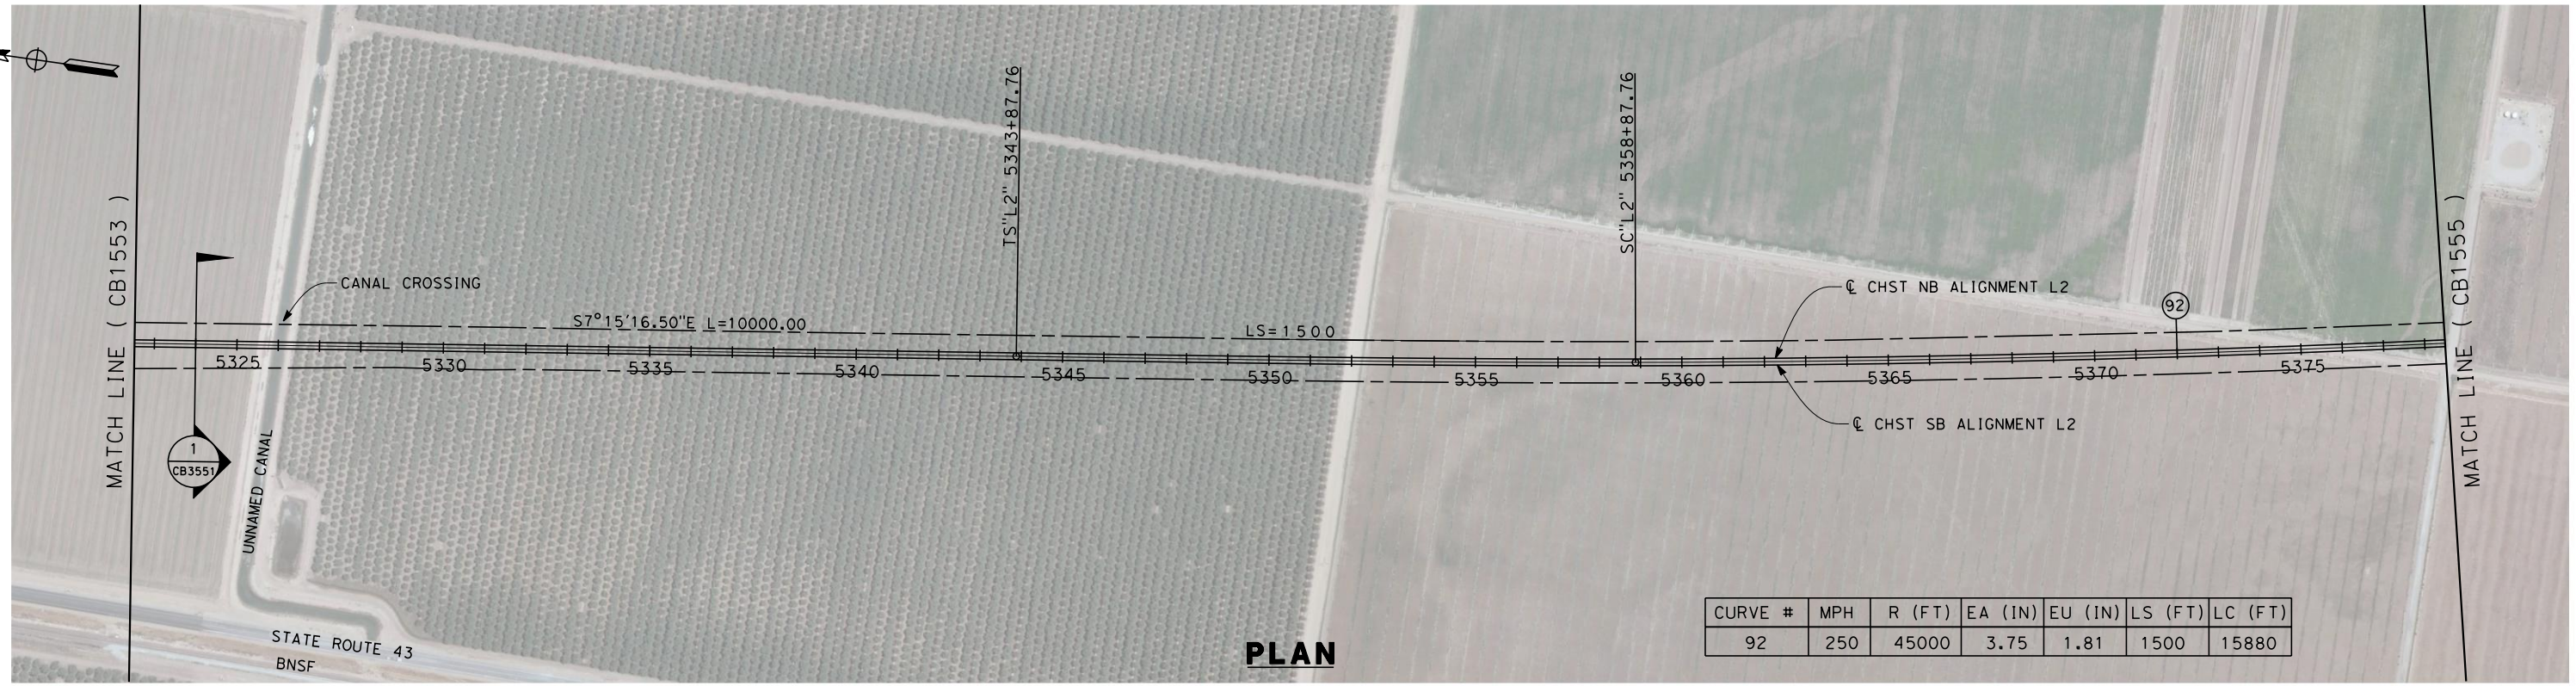 MATCH LINE ( CB1553 )
TS"L2" 5343+87.76
SC"L2" 5358+87.76
MATCH LINE ( CB1555 )
CANAL CROSSING
S7°15'16.50"E L=10000.00
LS=1500
℄ CHST NB ALIGNMENT L2
92
5325 5330 5335 5340 5345 5350 5355 5360 5365 5370 5375
℄ CHST SB ALIGNMENT L2
1
CB3551
UNNAMED CANAL
STATE ROUTE 43
BNSF
PLAN
CURVE # MPH R (FT) EA (IN) EU (IN) LS (FT) LC (FT)
92 250 45000 3.75 1.81 1500 15880